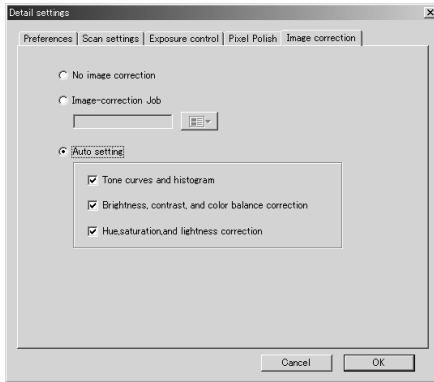 Detail settings
Preferences Scan settings Exposure control Pixel Polish Image correction
No image correction
Image-correction Job
Auto setting
Tone curves and histogram
Brightness, contrast, and color balance correction
Hue,saturation,and lightness correction
Cancel OK